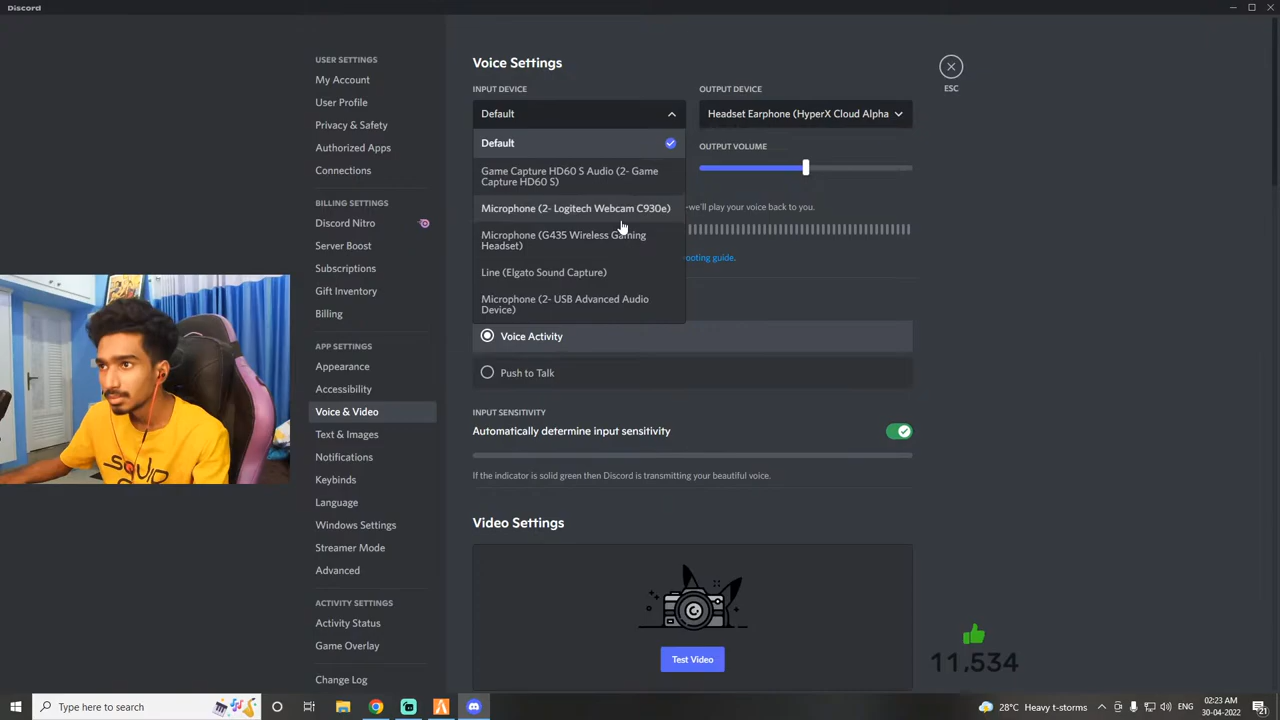 Discord
USER SETTINGS
My Account
User Profile
Privacy & Safety
Authorized Apps
Connections
BILLING SETTINGS
Discord Nitro
Server Boost
Subscriptions
Gift Inventory
Billing
APP SETTINGS
Appearance
Accessibility
Voice & Video
Text & Images
Notifications
Keybinds
Language
Windows Settings
Streamer Mode
Advanced
ACTIVITY SETTINGS
Activity Status
Game Overlay
Change Log
Voice Settings
INPUT DEVICE
Default
Default
Game Capture HD60 S Audio (2- Game
Capture HD60 S)
Microphone (2- Logitech Webcam C930e)
Microphone (G435 Wireless Gaming
Headset)
Line (Elgato Sound Capture)
Microphone (2- USB Advanced Audio
Device)
OUTPUT DEVICE
Headset Earphone (HyperX Cloud Alpha
OUTPUT VOLUME
-we'll play your voice back to you.
ooting guide.
ESC
Voice Activity
Push to Talk
INPUT SENSITIVITY
Automatically determine input sensitivity
If the indicator is solid green then Discord is transmitting your beautiful voice.
Video Settings
Test Video
11,534
Type here to search
28°C Heavy t-storms
02:23 AM
30-04-2022
21